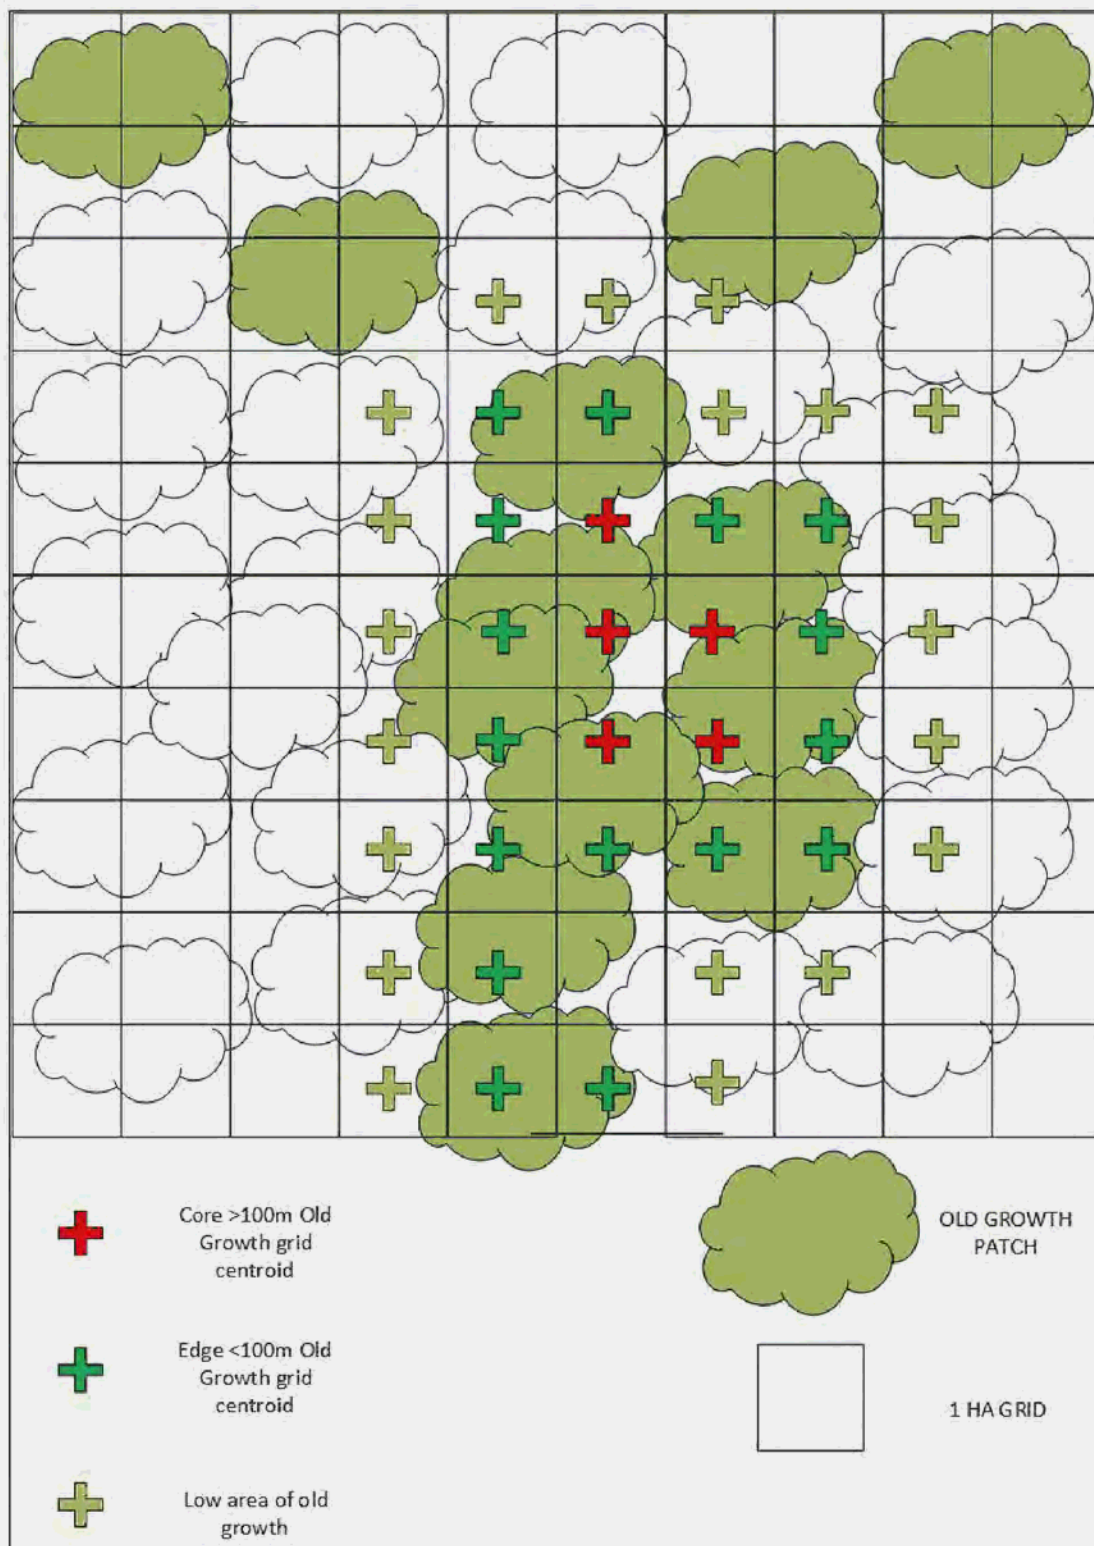 Core >100m Old
Growth grid
centroid
OLD GROWTH
PATCH
Edge <100m Old
Growth grid
centroid
1 HA GRID
Low area of old
growth